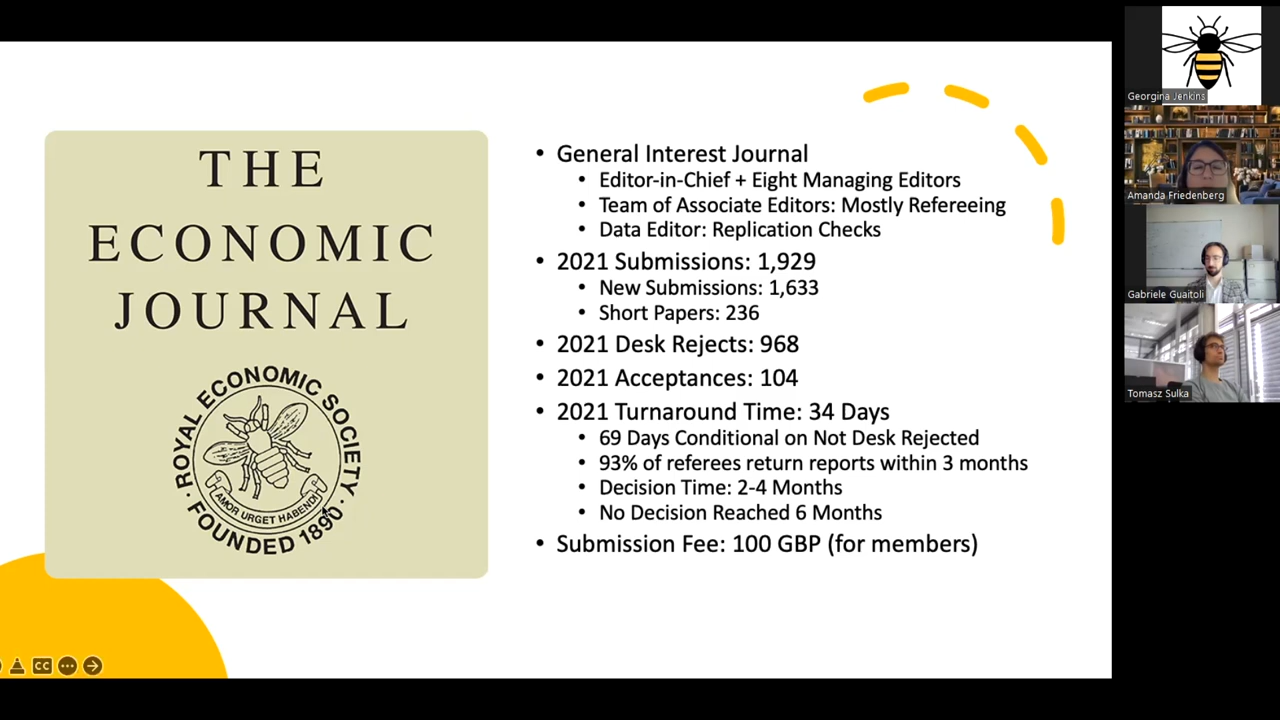 THE
ECONOMIC
JOURNAL
ROYAL ECONOMIC SOCIETY
· FOUNDED 1890 ·
AMOR URGET HABENDI
• General Interest Journal
• Editor-in-Chief + Eight Managing Editors
• Team of Associate Editors: Mostly Refereeing
• Data Editor: Replication Checks
• 2021 Submissions: 1,929
• New Submissions: 1,633
• Short Papers: 236
• 2021 Desk Rejects: 968
• 2021 Acceptances: 104
• 2021 Turnaround Time: 34 Days
• 69 Days Conditional on Not Desk Rejected
• 93% of referees return reports within 3 months
• Decision Time: 2-4 Months
• No Decision Reached 6 Months
• Submission Fee: 100 GBP (for members)
CC
Georgina Jenkins
Amanda Friedenberg
Gabriele Guaitoli
Tomasz Sulka